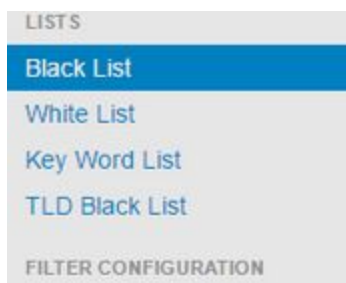 LISTS
Black List
White List
Key Word List
TLD Black List
FILTER CONFIGURATION